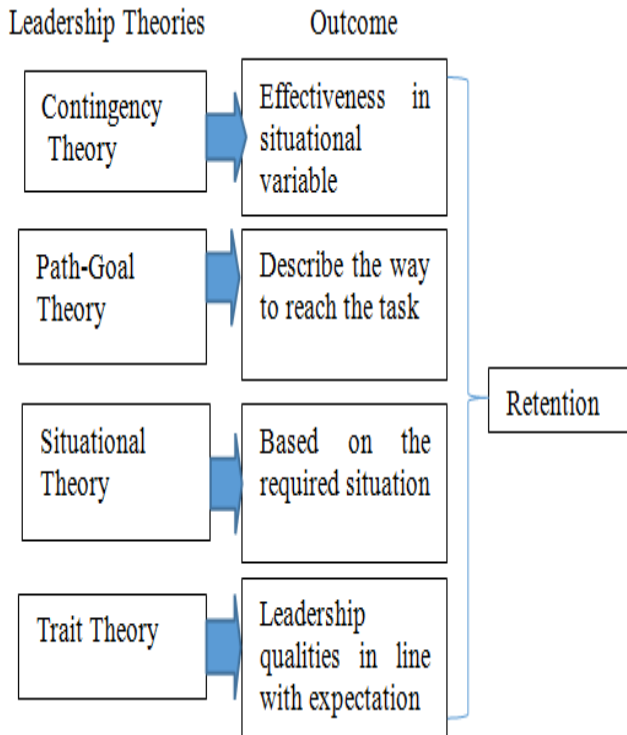 Leadership Theories
Outcome
Contingency
Theory
Effectiveness in
situational
variable
Path-Goal
Theory
Describe the way
to reach the task
Situational
Theory
Based on the
required situation
Trait Theory
Leadership
qualities in line
with expectation
Retention